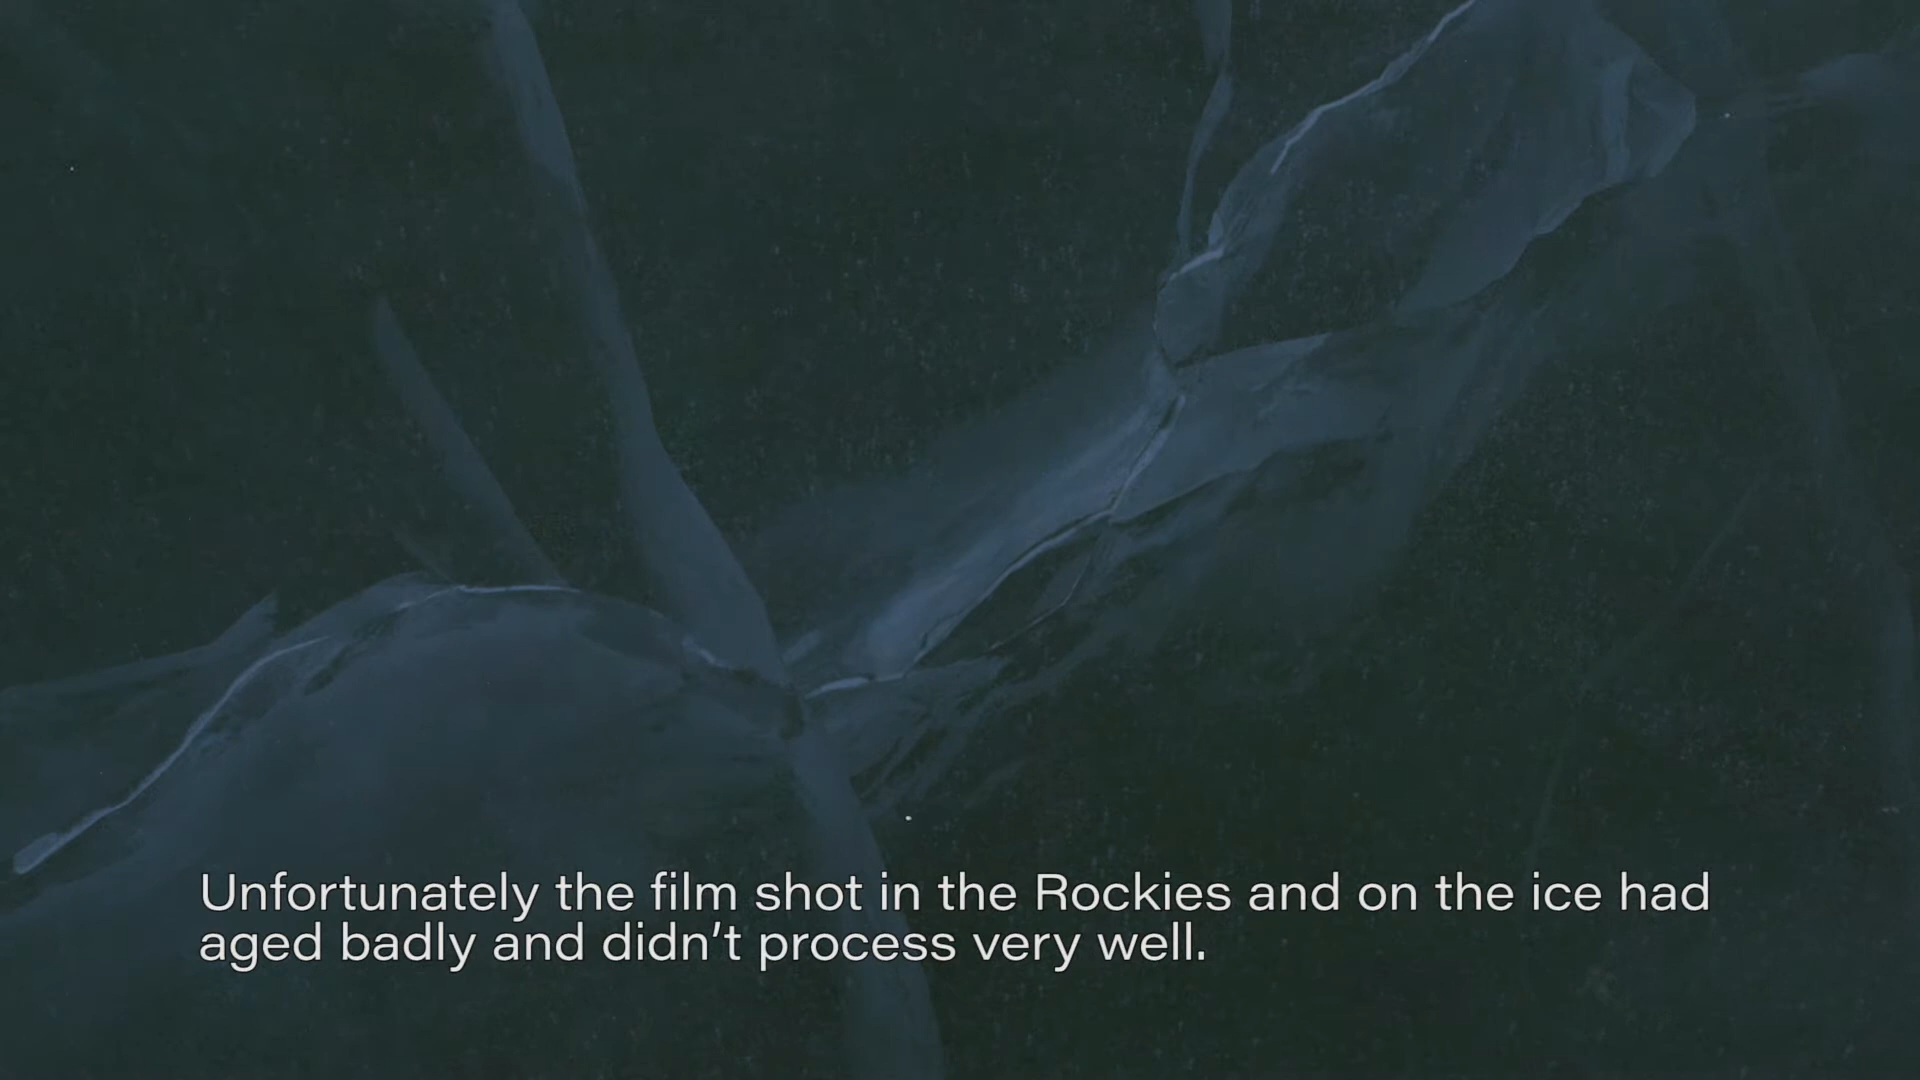 Unfortunately the film shot in the Rockies and on the ice had
aged badly and didn’t process very well.